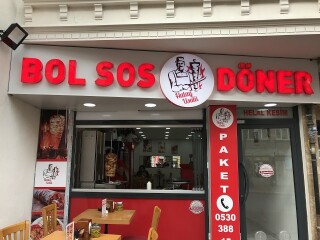 BOL SOS
DÖNER
HELAL KESİM
PAKET
0530
388